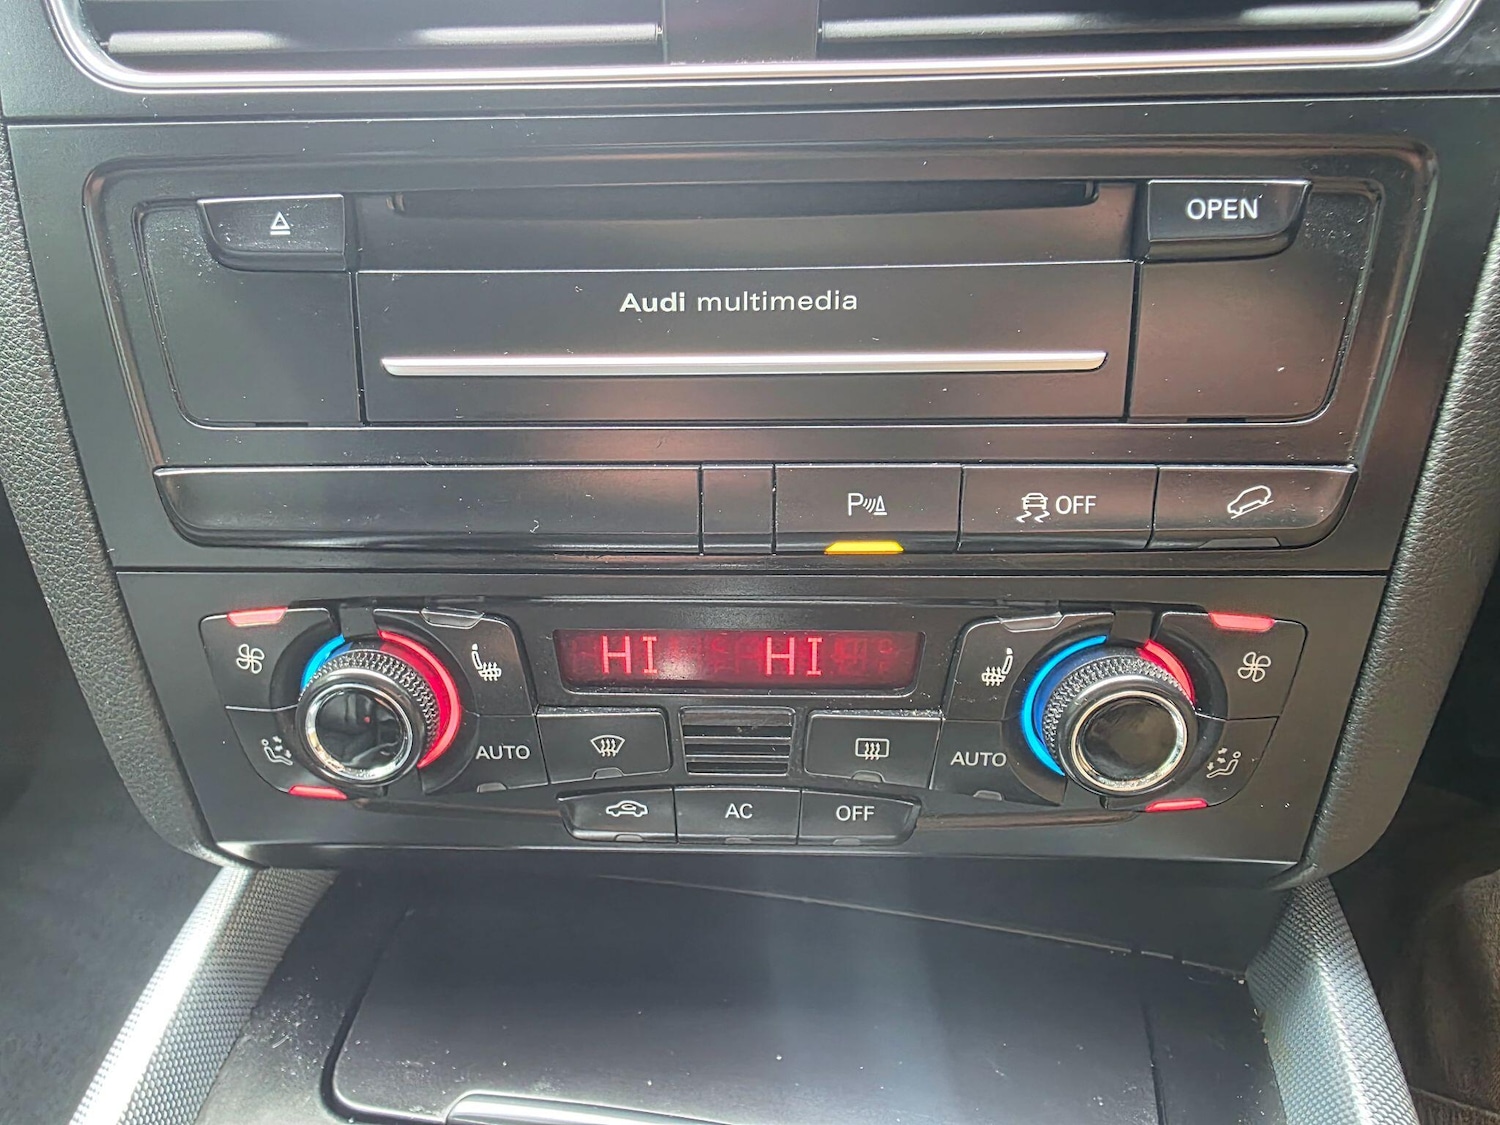 OPEN
Audi multimedia
P
OFF
HI HI
AUTO
AUTO
AC
OFF